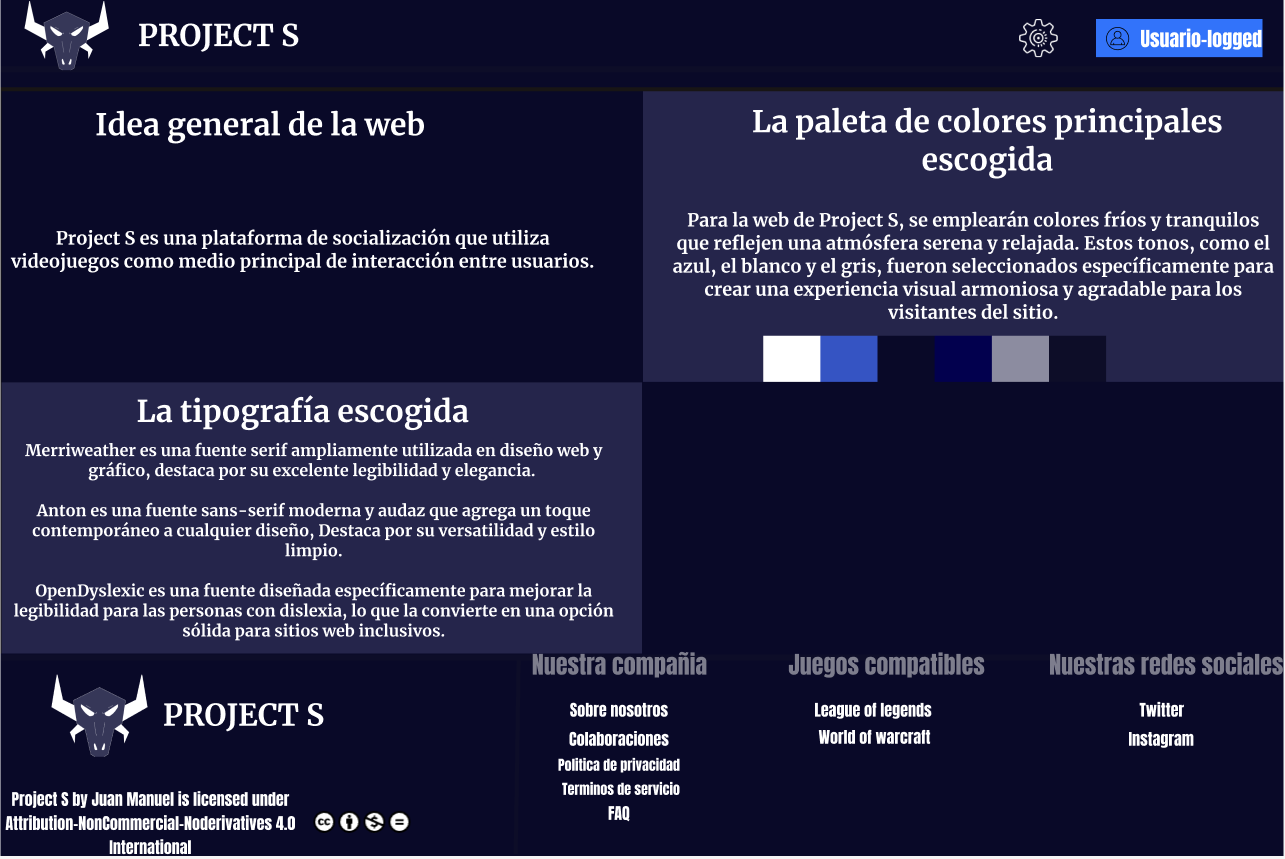 PROJECT S
Usuario-logged
Idea general de la web
Project S es una plataforma de socialización que utiliza
videojuegos como medio principal de interacción entre usuarios.
La paleta de colores principales
escogida
Para la web de Project S, se emplearán colores fríos y tranquilos
que reflejen una atmósfera serena y relajada. Estos tonos, como el
azul, el blanco y el gris, fueron seleccionados específicamente para
crear una experiencia visual armoniosa y agradable para los
visitantes del sitio.
La tipografía escogida
Merriweather es una fuente serif ampliamente utilizada en diseño web y
gráfico, destaca por su excelente legibilidad y elegancia.
Anton es una fuente sans-serif moderna y audaz que agrega un toque
contemporáneo a cualquier diseño, Destaca por su versatilidad y estilo
limpio.
OpenDyslexic es una fuente diseñada específicamente para mejorar la
legibilidad para las personas con dislexia, lo que la convierte en una opción
sólida para sitios web inclusivos.
PROJECT S
Project S by Juan Manuel is licensed under
Attribution-NonCommercial-Noderivatives 4.0
International
cc
Nuestra compañia
Sobre nosotros
Colaboraciones
Politica de privacidad
Terminos de servicio
FAQ
Juegos compatibles
League of legends
World of warcraft
Nuestras redes sociales
Twitter
Instagram